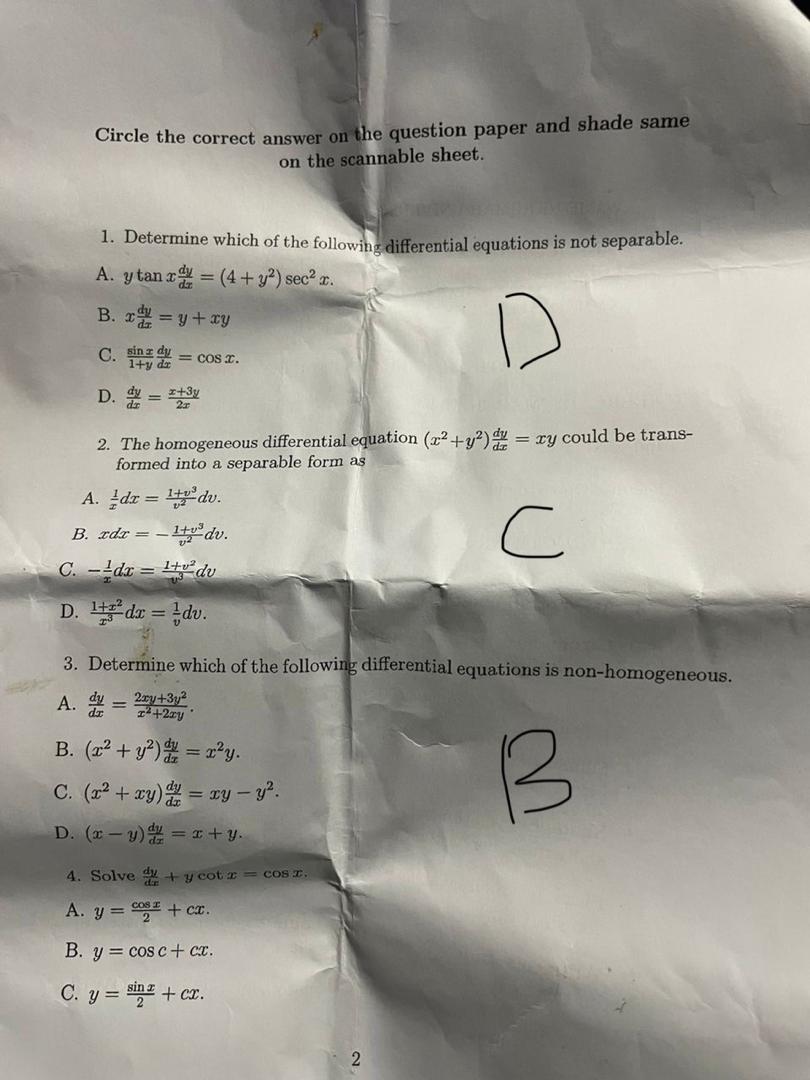 Circle the correct answer on the question paper and shade same
on the scannable sheet.
1. Determine which of the following differential equations is not separable.
A. y tan x dy/dx = (4 + y²) sec² x.
B. x dy/dx = y + xy
C. sin x/1+y dy/dx = cos x.
D. dy/dx = x+3y/2x
D
2. The homogeneous differential equation (x² + y²) dy/dx = xy could be trans-
formed into a separable form as
A. 1/x dx = 1+v³/v² dv.
B. xdx = − 1+v³/v² dv.
C. − 1/x dx = 1+v²/v³ dv
D. 1+x²/x³ dx = 1/v dv.
C
3. Determine which of the following differential equations is non-homogeneous.
A. dy/dx = 2xy+3y²/x²+2xy.
B. (x² + y²) dy/dx = x²y.
C. (x² + xy) dy/dx = xy − y².
D. (x − y) dy/dx = x + y.
B
4. Solve dy/dx + y cot x = cos x.
A. y = cos x/2 + cx.
B. y = cos c + cx.
C. y = sin x/2 + cx.
2